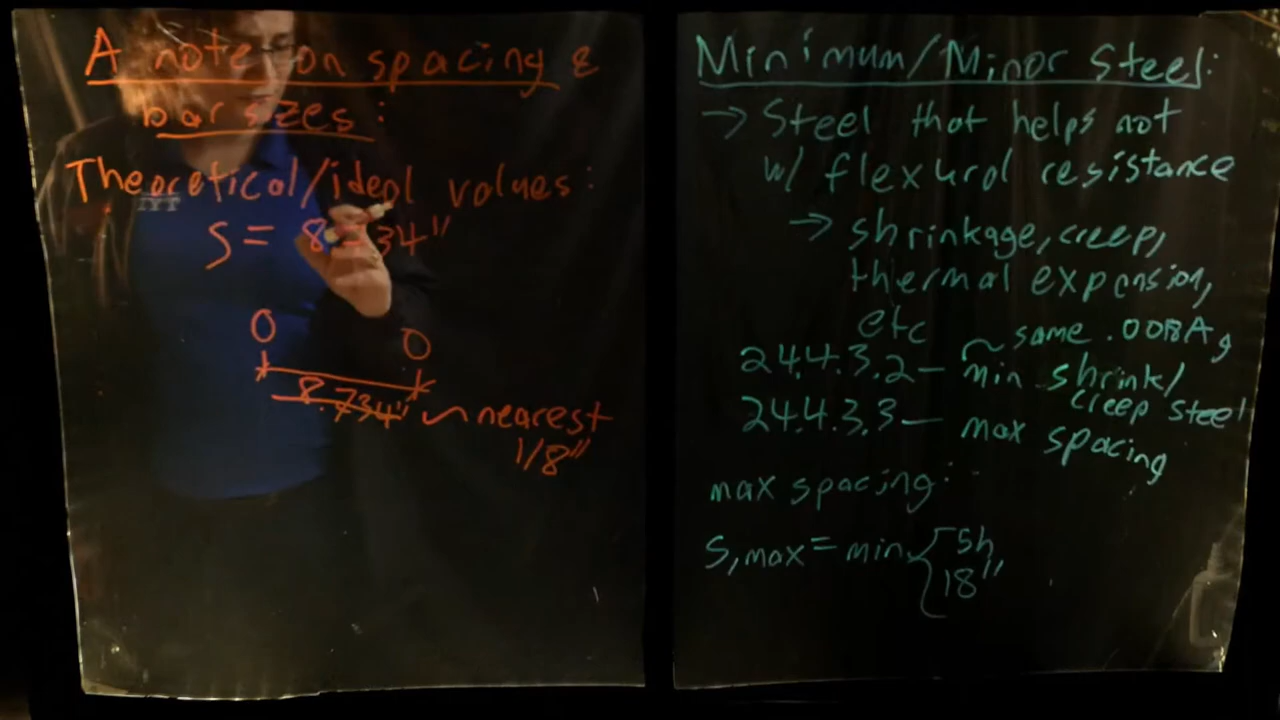 A note on spacing &
bar sizes:
Theoretical/ideal values:
S = 8.734"
8.734" ~ nearest
1/8"
Minimum/Minor Steel:
→ Steel that helps not
w/ flexural resistance
→ shrinkage, creep,
thermal expansion,
etc
~ same .0018Ag
24.4.3.2 — min shrink/
creep steel
24.4.3.3 — max spacing
max spacing:
S,max = min { 5h
18"